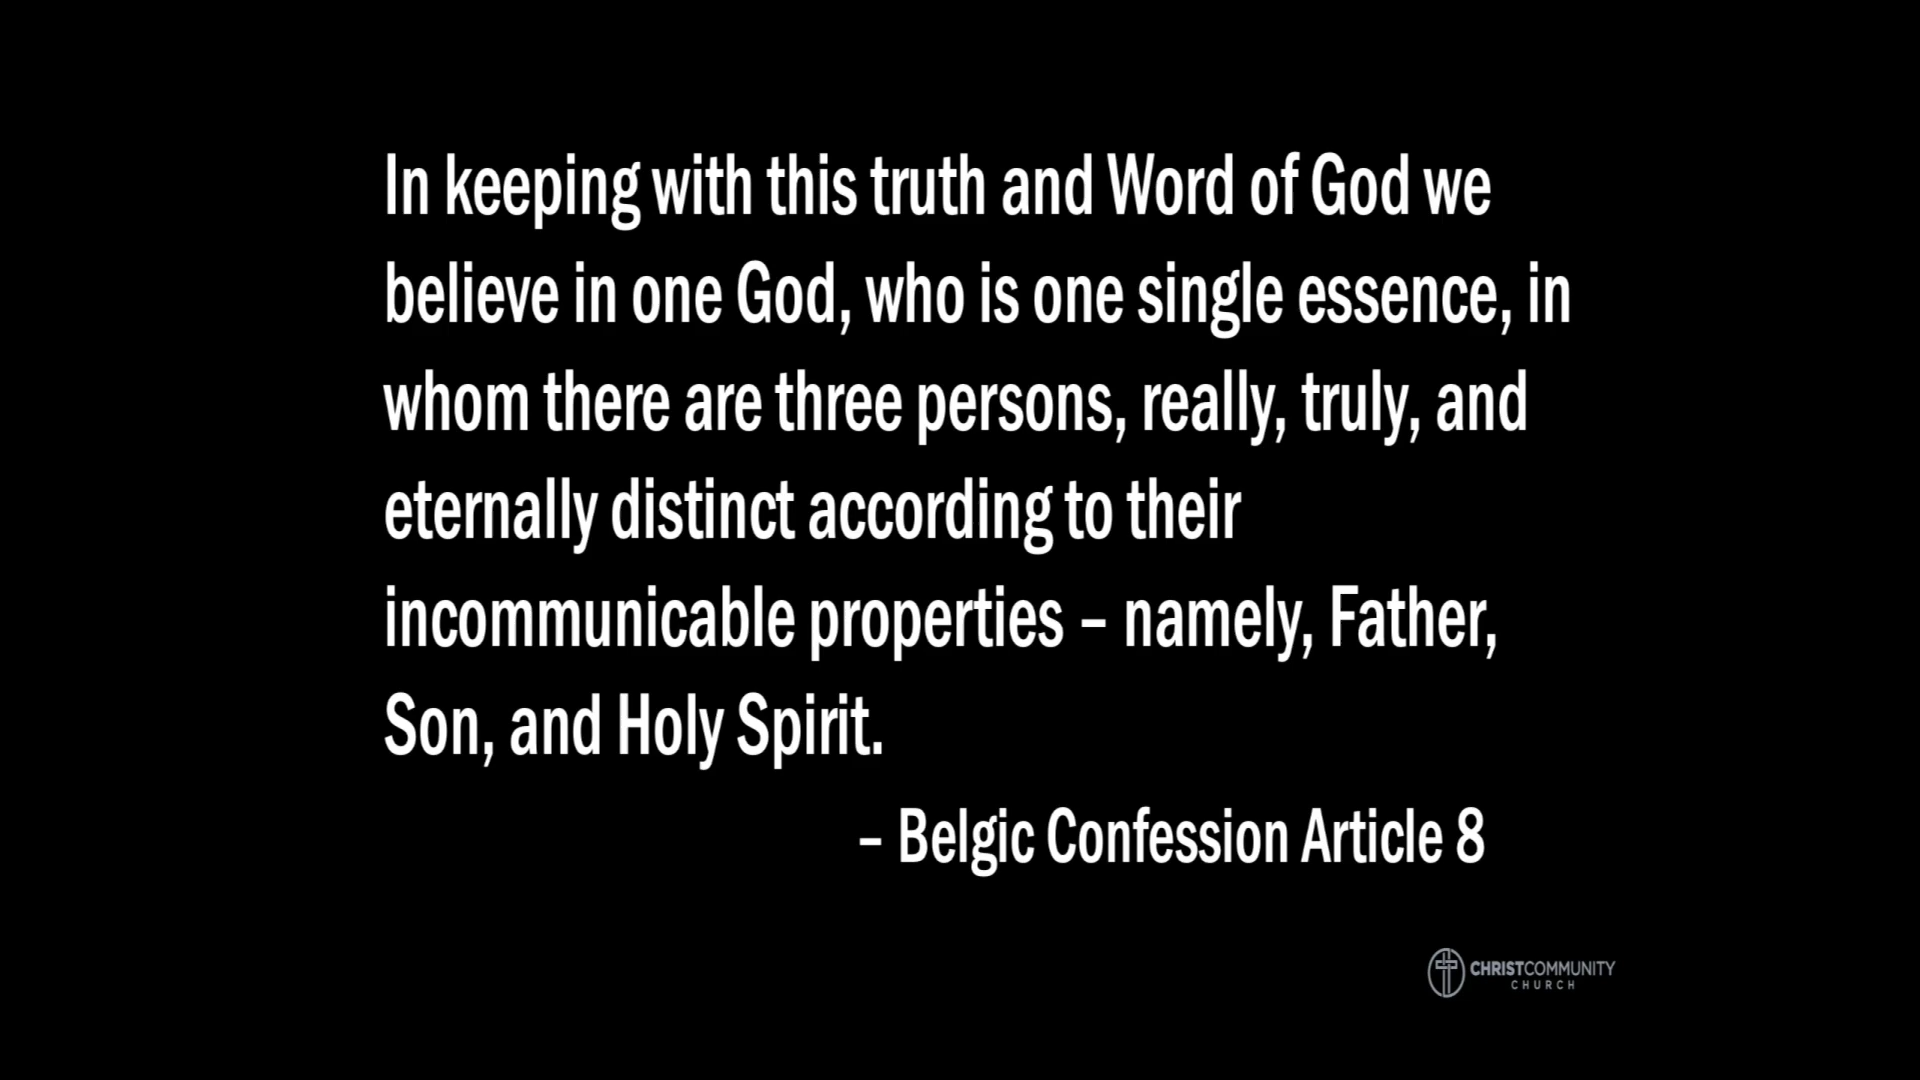 In keeping with this truth and Word of God we
believe in one God, who is one single essence, in
whom there are three persons, really, truly, and
eternally distinct according to their
incommunicable properties – namely, Father,
Son, and Holy Spirit.
– Belgic Confession Article 8
CHRISTCOMMUNITY
CHURCH